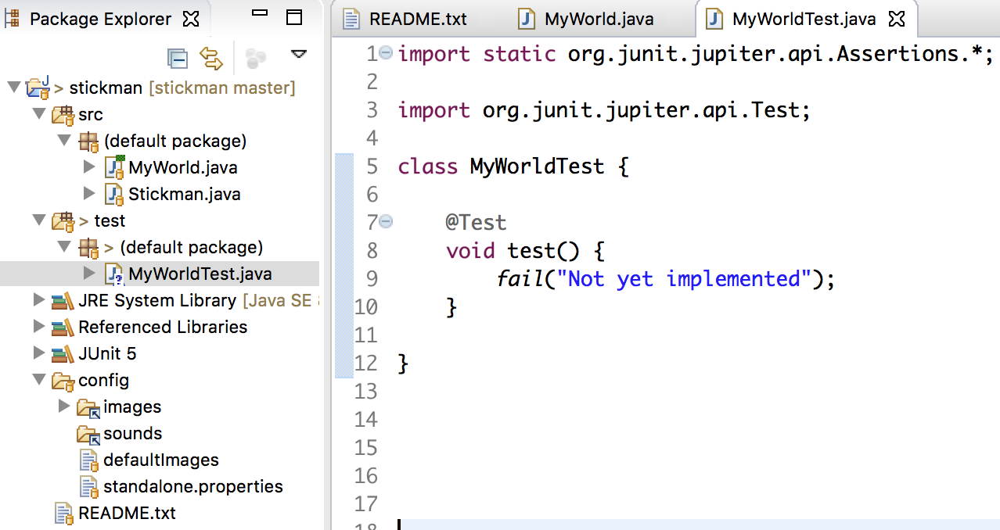 Package Explorer
> stickman [stickman master]
src
(default package)
MyWorld.java
Stickman.java
> test
> (default package)
MyWorldTest.java
JRE System Library [Java SE
Referenced Libraries
JUnit 5
config
images
sounds
defaultImages
standalone.properties
README.txt
README.txt MyWorld.java MyWorldTest.java
1 import static org.junit.jupiter.api.Assertions.*;
2
3 import org.junit.jupiter.api.Test;
4
5 class MyWorldTest {
6
7 @Test
8 void test() {
9 fail("Not yet implemented");
10 }
11
12 }
13
14
15
16
17
18